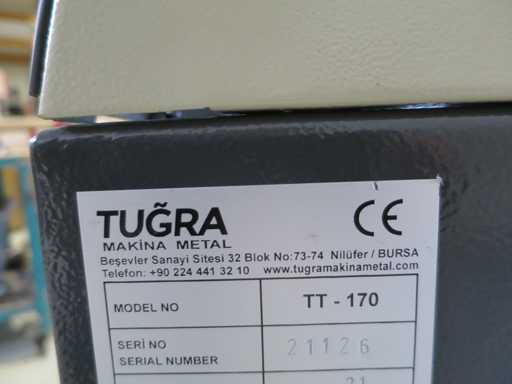 TUĞRA
MAKİNA METAL
CE
Beşevler Sanayi Sitesi 32 Blok No:73-74 Nilüfer / BURSA
Telefon: +90 224 441 32 10 www.tugramakinametal.com
MODEL NO TT - 170
SERİ NO
SERIAL NUMBER 21126